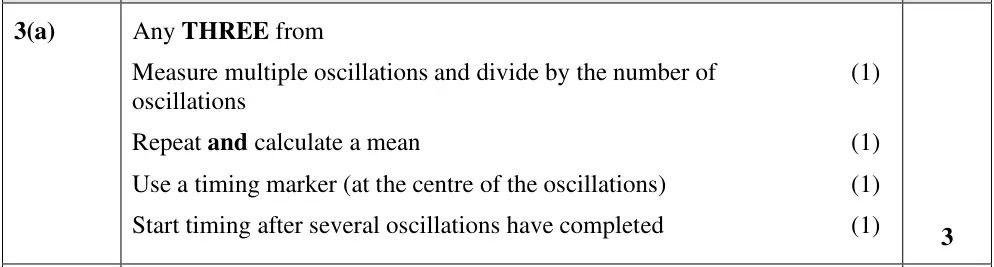 3(a) Any THREE from
Measure multiple oscillations and divide by the number of (1)
oscillations
Repeat and calculate a mean (1)
Use a timing marker (at the centre of the oscillations) (1)
Start timing after several oscillations have completed (1)
3